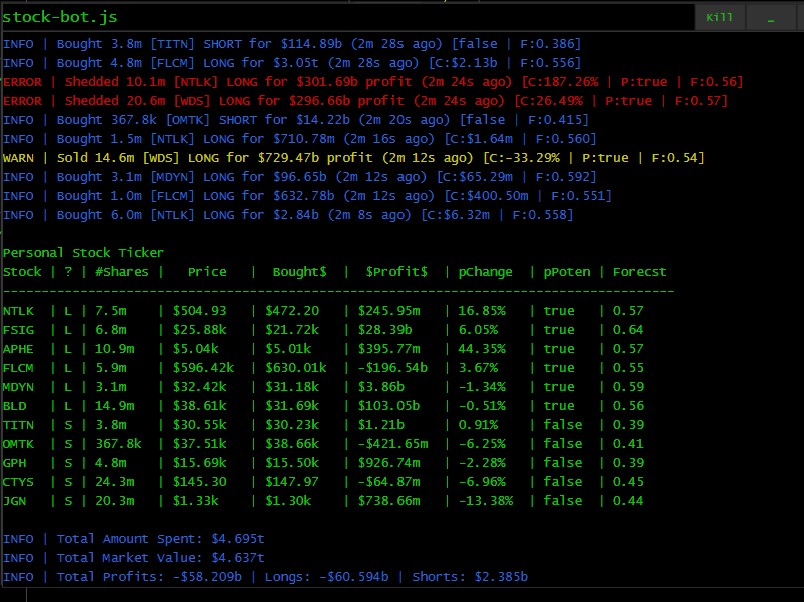 stock-bot.js Kill _
INFO | Bought 3.8m [TITN] SHORT for $114.89b (2m 28s ago) [false | F:0.386]
INFO | Bought 4.8m [FLCM] LONG for $3.05t (2m 28s ago) [C:$2.13b | F:0.556]
ERROR | Shedded 10.1m [NTLK] LONG for $301.69b profit (2m 24s ago) [C:187.26% | P:true | F:0.56]
ERROR | Shedded 20.6m [WDS] LONG for $296.66b profit (2m 24s ago) [C:26.49% | P:true | F:0.57]
INFO | Bought 367.8k [OMTK] SHORT for $14.22b (2m 20s ago) [false | F:0.415]
INFO | Bought 1.5m [NTLK] LONG for $710.78m (2m 16s ago) [C:$1.64m | F:0.560]
WARN | Sold 14.6m [WDS] LONG for $729.47b profit (2m 12s ago) [C:-33.29% | P:true | F:0.54]
INFO | Bought 3.1m [MDYN] LONG for $96.65b (2m 12s ago) [C:$65.29m | F:0.592]
INFO | Bought 1.0m [FLCM] LONG for $632.78b (2m 12s ago) [C:$400.50m | F:0.551]
INFO | Bought 6.0m [NTLK] LONG for $2.84b (2m 8s ago) [C:$6.32m | F:0.558]
Personal Stock Ticker
Stock | ? | #Shares | Price | Bought$ | $Profit$ | pChange | pPoten | Forecst
NTLK | L | 7.5m | $504.93 | $472.20 | $245.95m | 16.85% | true | 0.57
FSIG | L | 6.8m | $25.88k | $21.72k | $28.39b | 6.05% | true | 0.64
APHE | L | 10.9m | $5.04k | $5.01k | $395.77m | 44.35% | true | 0.57
FLCM | L | 5.9m | $596.42k | $630.01k | -$196.54b | 3.67% | true | 0.55
MDYN | L | 3.1m | $32.42k | $31.18k | $3.86b | -1.34% | true | 0.59
BLD | L | 14.9m | $38.61k | $31.69k | $103.05b | -0.51% | true | 0.56
TITN | S | 3.8m | $30.55k | $30.23k | $1.21b | 0.91% | false | 0.39
OMTK | S | 367.8k | $37.51k | $38.66k | -$421.65m | -6.25% | false | 0.41
GPH | S | 4.8m | $15.69k | $15.50k | $926.74m | -2.28% | false | 0.39
CTYS | S | 24.3m | $145.30 | $147.97 | -$64.87m | -6.96% | false | 0.45
JGN | S | 20.3m | $1.33k | $1.30k | $738.66m | -13.38% | false | 0.44
INFO | Total Amount Spent: $4.695t
INFO | Total Market Value: $4.637t
INFO | Total Profits: -$58.209b | Longs: -$60.594b | Shorts: $2.385b